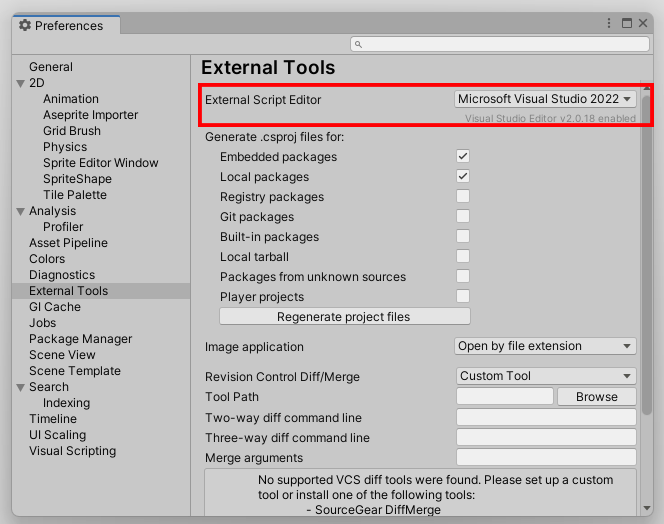 Preferences
General
2D
Animation
Aseprite Importer
Grid Brush
Physics
Sprite Editor Window
SpriteShape
Tile Palette
Analysis
Profiler
Asset Pipeline
Colors
Diagnostics
External Tools
GI Cache
Jobs
Package Manager
Scene View
Scene Template
Search
Indexing
Timeline
UI Scaling
Visual Scripting
External Tools
External Script Editor Microsoft Visual Studio 2022
Visual Studio Editor v2.0.18 enabled
Generate .csproj files for:
Embedded packages
Local packages
Registry packages
Git packages
Built-in packages
Local tarball
Packages from unknown sources
Player projects
Regenerate project files
Image application Open by file extension
Revision Control Diff/Merge Custom Tool
Tool Path Browse
Two-way diff command line
Three-way diff command line
Merge arguments
No supported VCS diff tools were found. Please set up a custom
tool or install one of the following tools:
- SourceGear DiffMerge